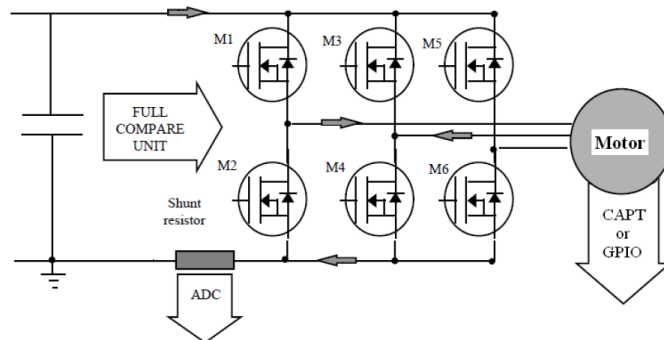 M1
M3
M5
FULL
COMPARE
UNIT
Motor
M2
M4
M6
Shunt
resistor
CAPT
or
GPIO
ADC